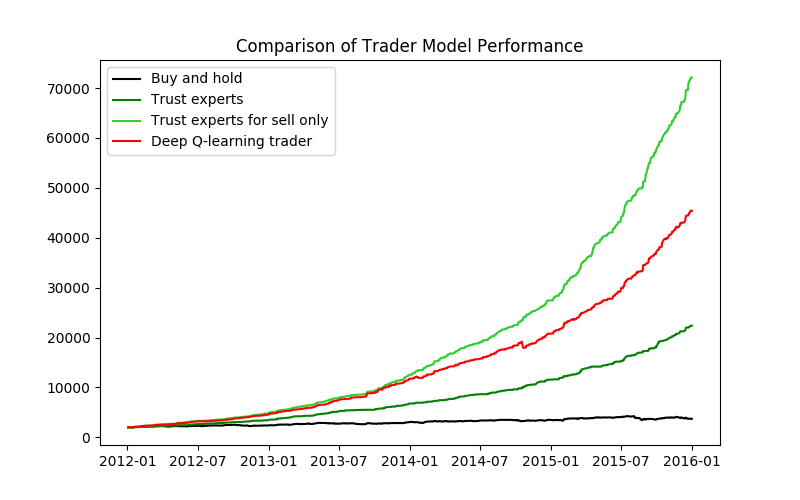 Comparison of Trader Model Performance
Buy and hold
Trust experts
Trust experts for sell only
Deep Q-learning trader
70000
60000
50000
40000
30000
20000
10000
0
2012-01 2012-07 2013-01 2013-07 2014-01 2014-07 2015-01 2015-07 2016-01